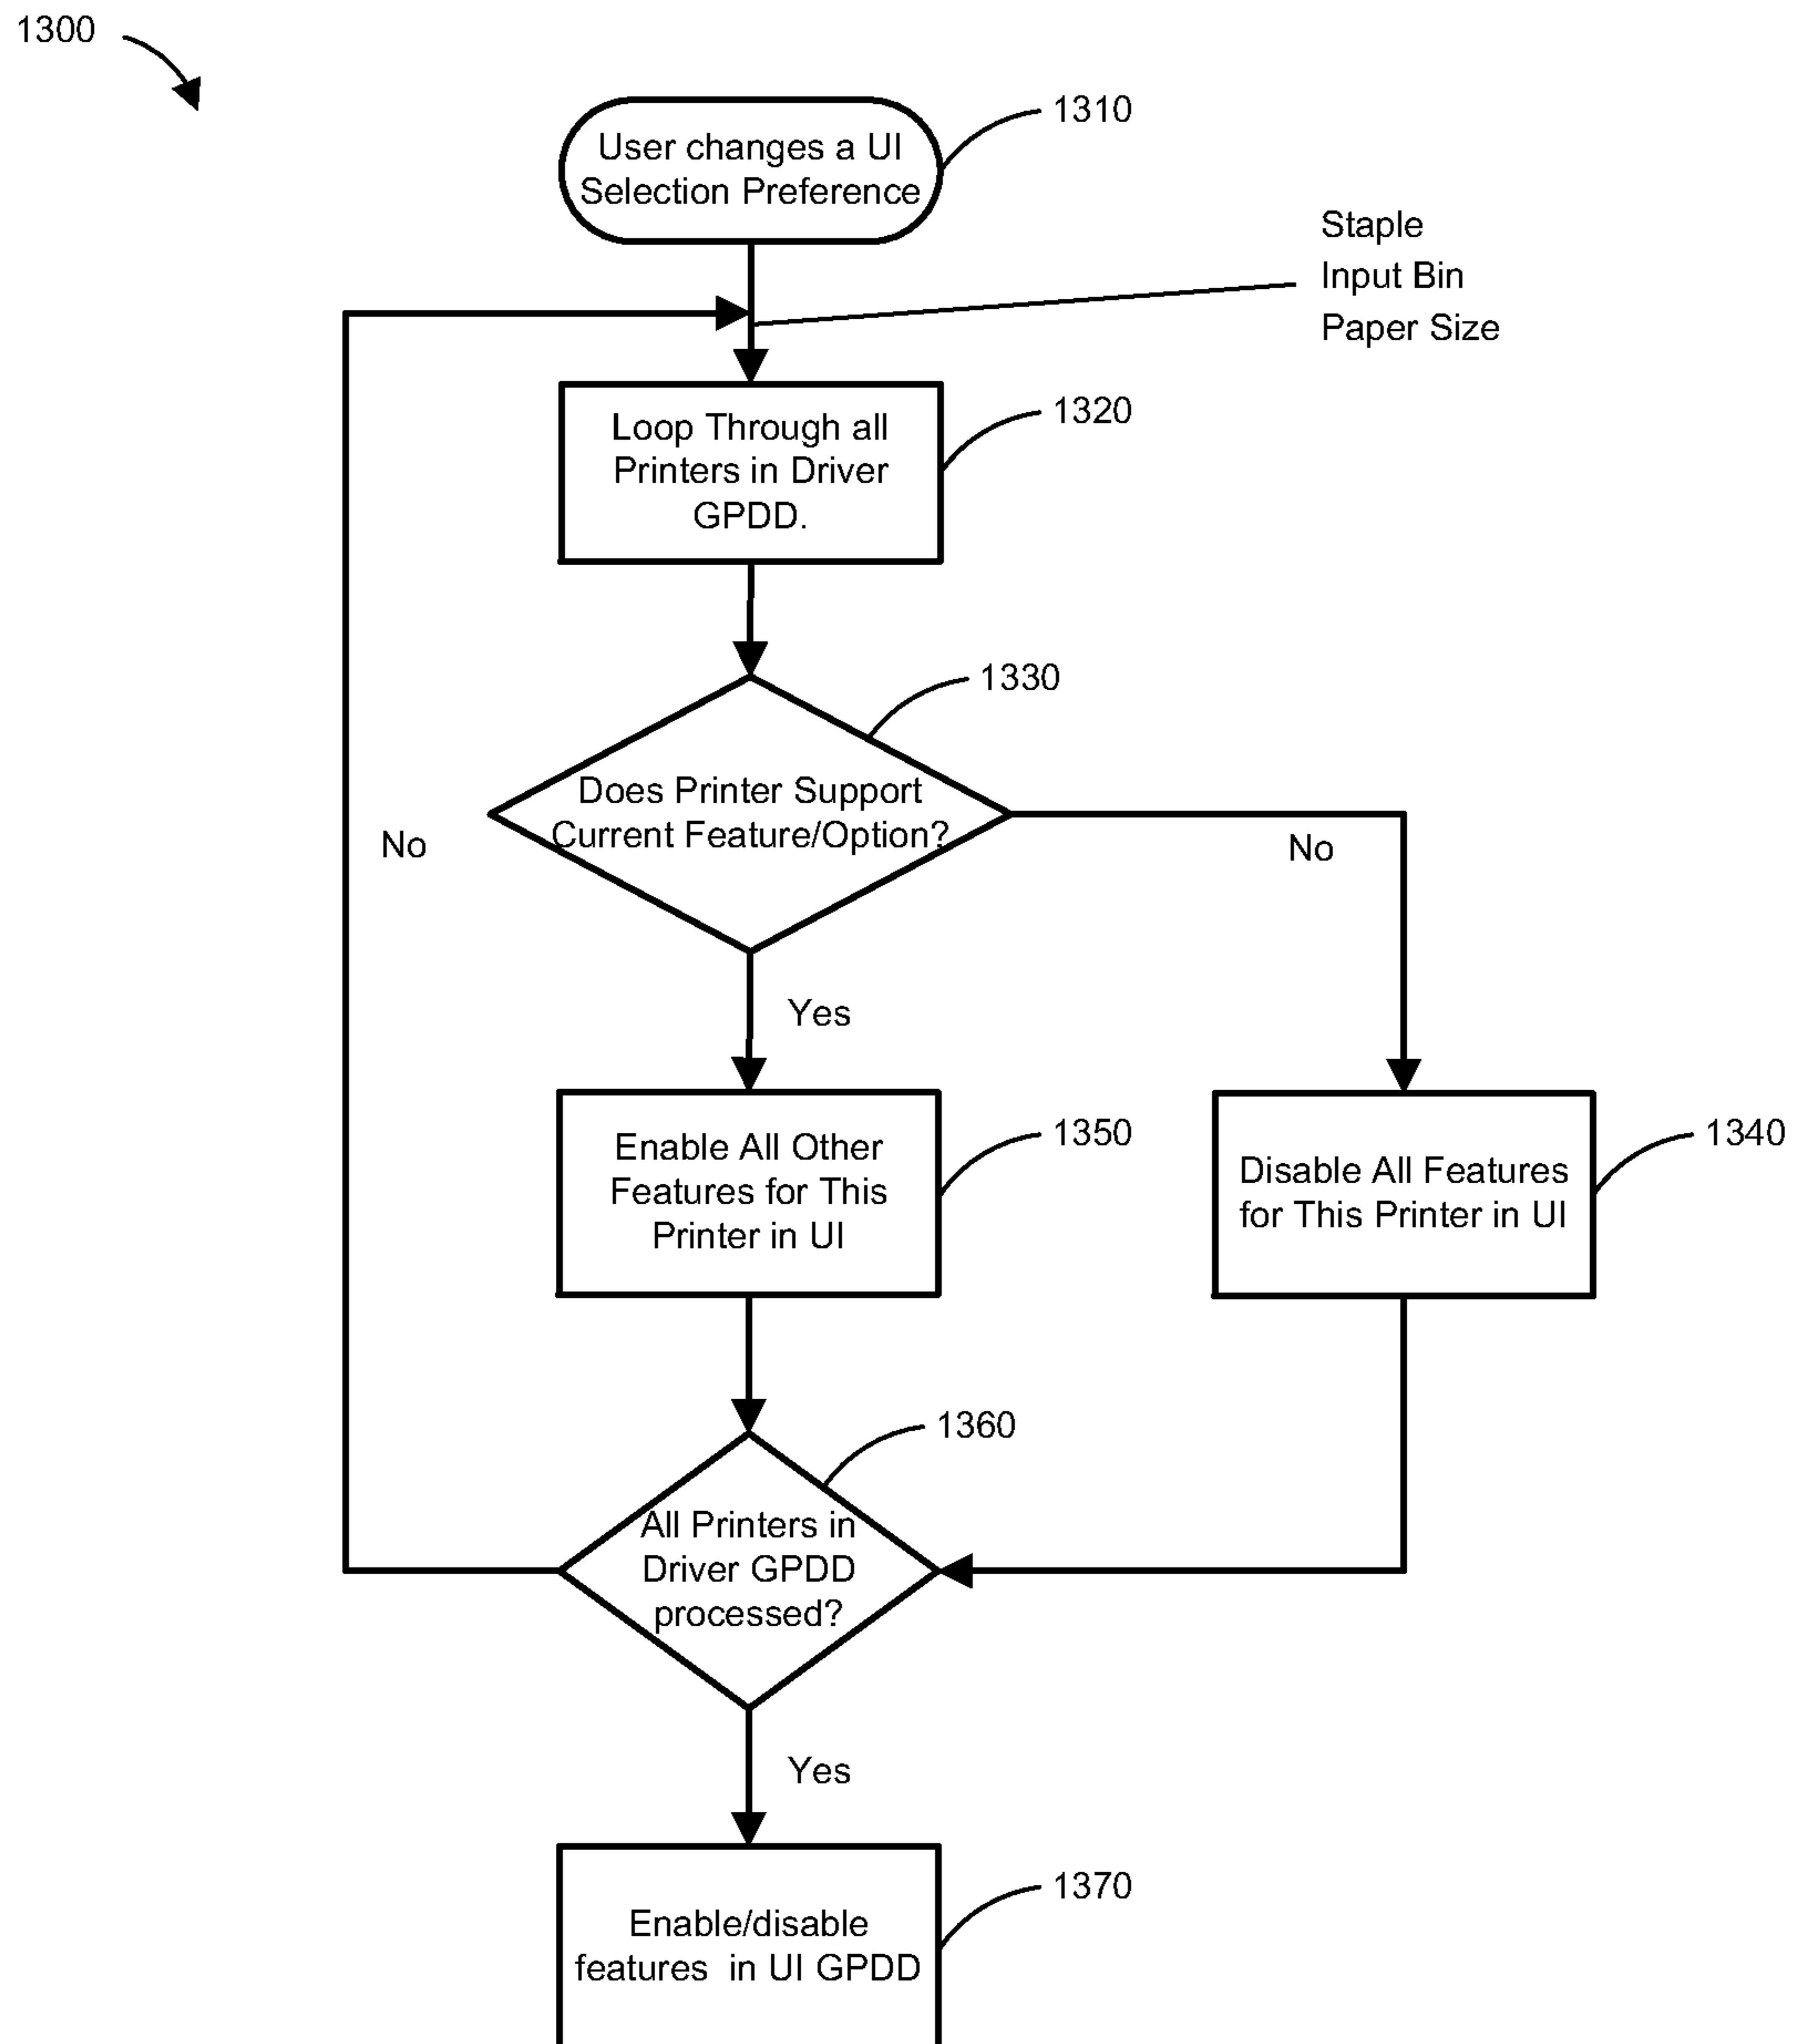 1300
User changes a UI
Selection Preference
1310
Staple
Input Bin
Paper Size
Loop Through all
Printers in Driver
GPDD.
1320
1330
Does Printer Support
Current Feature/Option?
No
No
Yes
Enable All Other
Features for This
Printer in UI
1350
Disable All Features
for This Printer in UI
1340
1360
All Printers in
Driver GPDD
processed?
Yes
Enable/disable
features in UI GPDD
1370